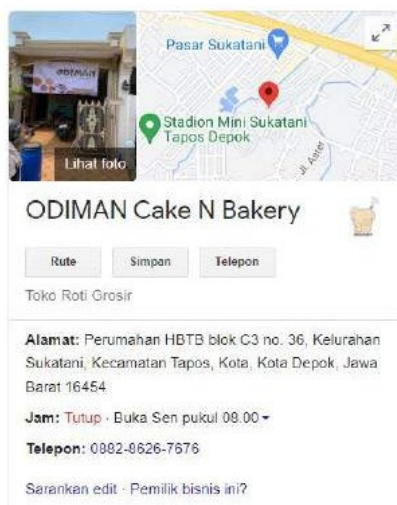 ODIMAN
Pasar Sukatani
Stadion Mini Sukatani
Tapos Depok
Lihat foto
ODIMAN Cake N Bakery
Rute
Simpan
Telepon
Toko Roti Grosir
Alamat: Perumahan HBTB blok C3 no. 36, Kelurahan
Sukatani, Kecamatan Tapos, Kota, Kota Depok, Jawa
Barat 16454
Jam: Tutup · Buka Sen pukul 08.00
Telepon: 0882-8626-7676
Sarankan edit · Pemilik bisnis ini?